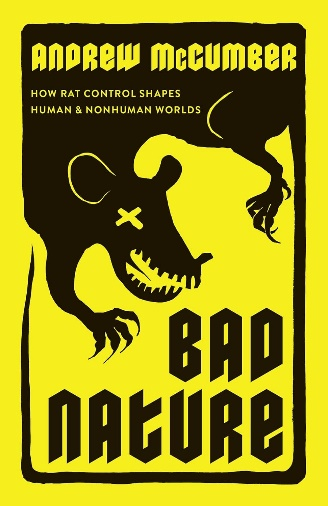 ANDREW McCUMBER
HOW RAT CONTROL SHAPES
HUMAN & NONHUMAN WORLDS
BAD
NATURE